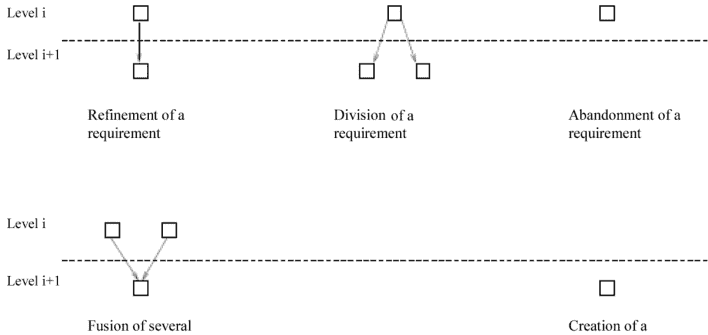 Level i
Level i+1
Refinement of a
requirement
Division of a
requirement
Abandonment of a
requirement
Level i
Level i+1
Fusion of several
Creation of a